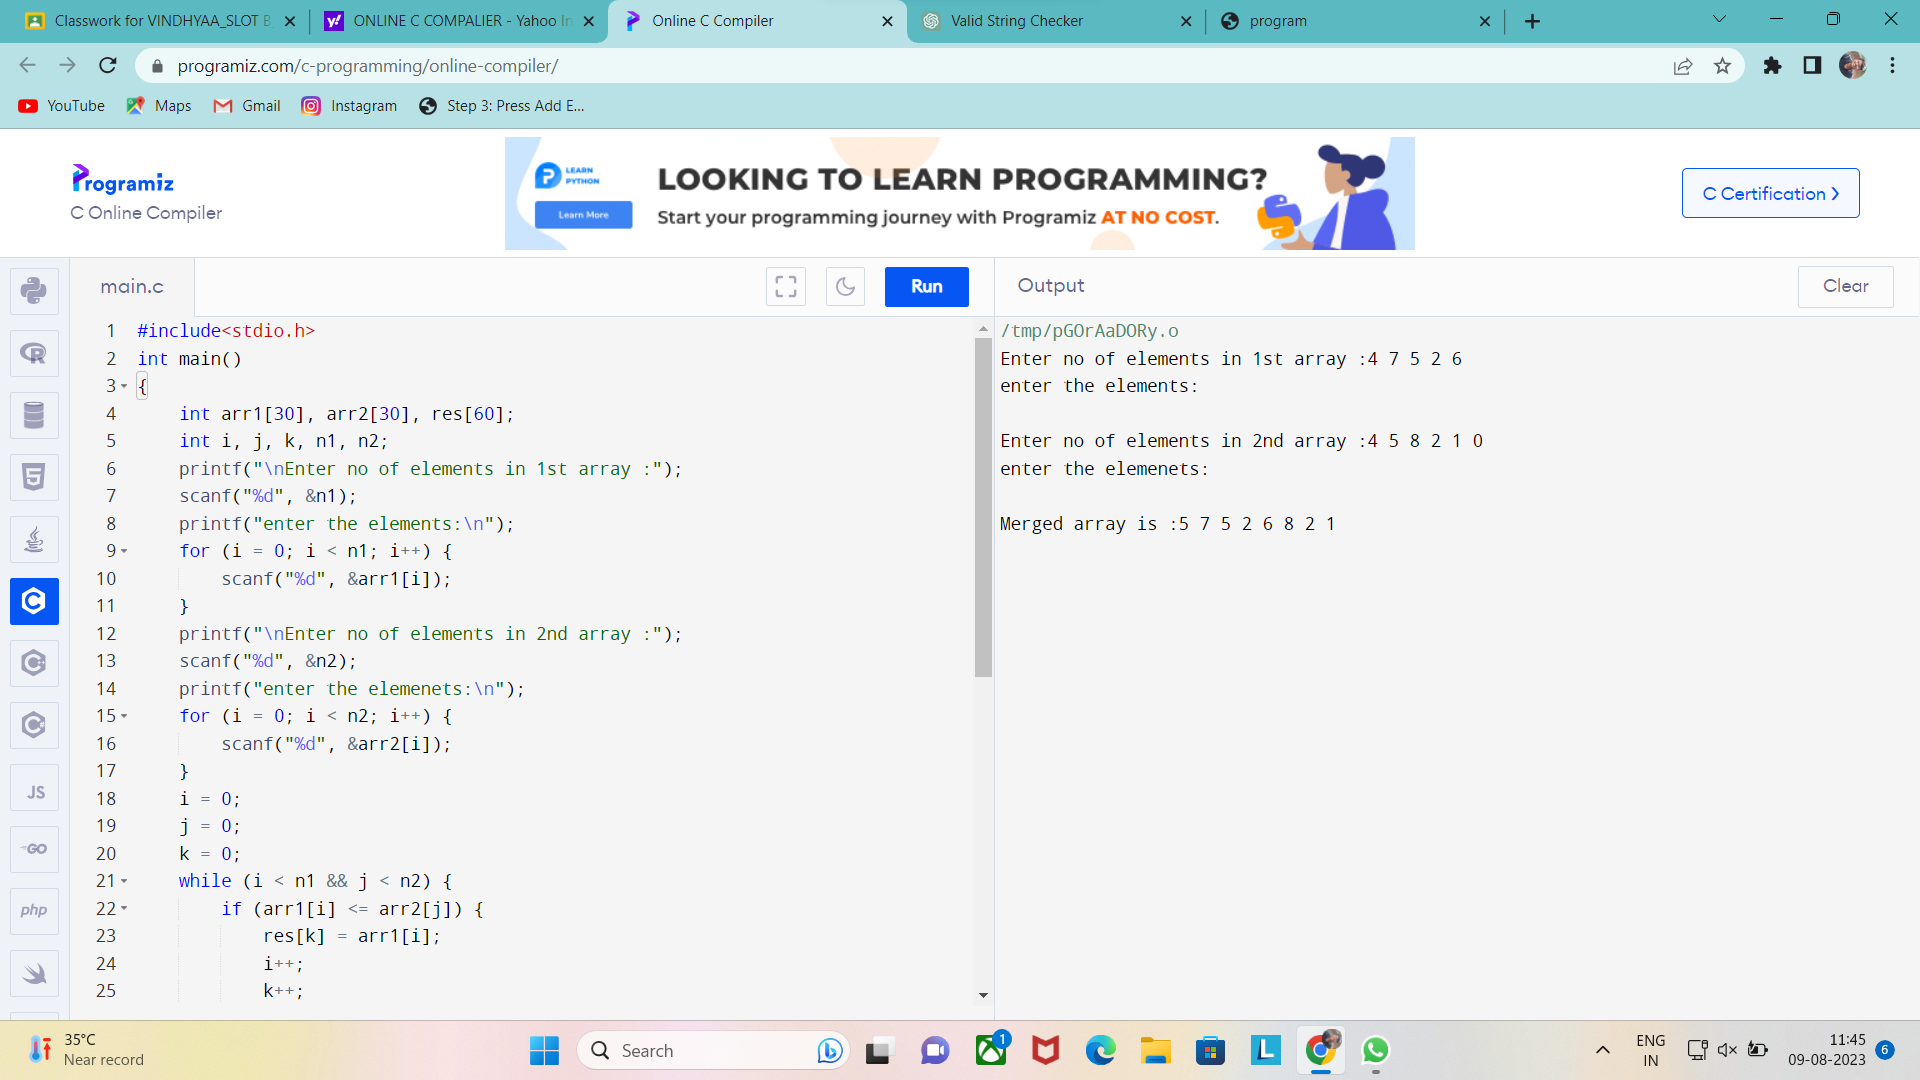 Classwork for VINDHYAA_SLOT B
ONLINE C COMPALIER - Yahoo In
Online C Compiler
Valid String Checker
program
programiz.com/c-programming/online-compiler/
YouTube
Maps
Gmail
Instagram
Step 3: Press Add E...
Programiz
C Online Compiler
LEARN
PYTHON
Learn More
LOOKING TO LEARN PROGRAMMING?
Start your programming journey with Programiz AT NO COST.
C Certification ❯
main.c
Run
Output
Clear
1 #include<stdio.h>
2 int main()
3 {
4     int arr1[30], arr2[30], res[60];
5     int i, j, k, n1, n2;
6     printf("\nEnter no of elements in 1st array :");
7     scanf("%d", &n1);
8     printf("enter the elements:\n");
9     for (i = 0; i < n1; i++) {
10         scanf("%d", &arr1[i]);
11     }
12     printf("\nEnter no of elements in 2nd array :");
13     scanf("%d", &n2);
14     printf("enter the elemenets:\n");
15     for (i = 0; i < n2; i++) {
16         scanf("%d", &arr2[i]);
17     }
18     i = 0;
19     j = 0;
20     k = 0;
21     while (i < n1 && j < n2) {
22         if (arr1[i] <= arr2[j]) {
23             res[k] = arr1[i];
24             i++;
25             k++;
/tmp/pGOrAaDORy.o
Enter no of elements in 1st array :4 7 5 2 6
enter the elements:
Enter no of elements in 2nd array :4 5 8 2 1 0
enter the elemenets:
Merged array is :5 7 5 2 6 8 2 1
JS
GO
php
35°C
Near record
Search
1
L
ENG
IN
11:45
09-08-2023
6